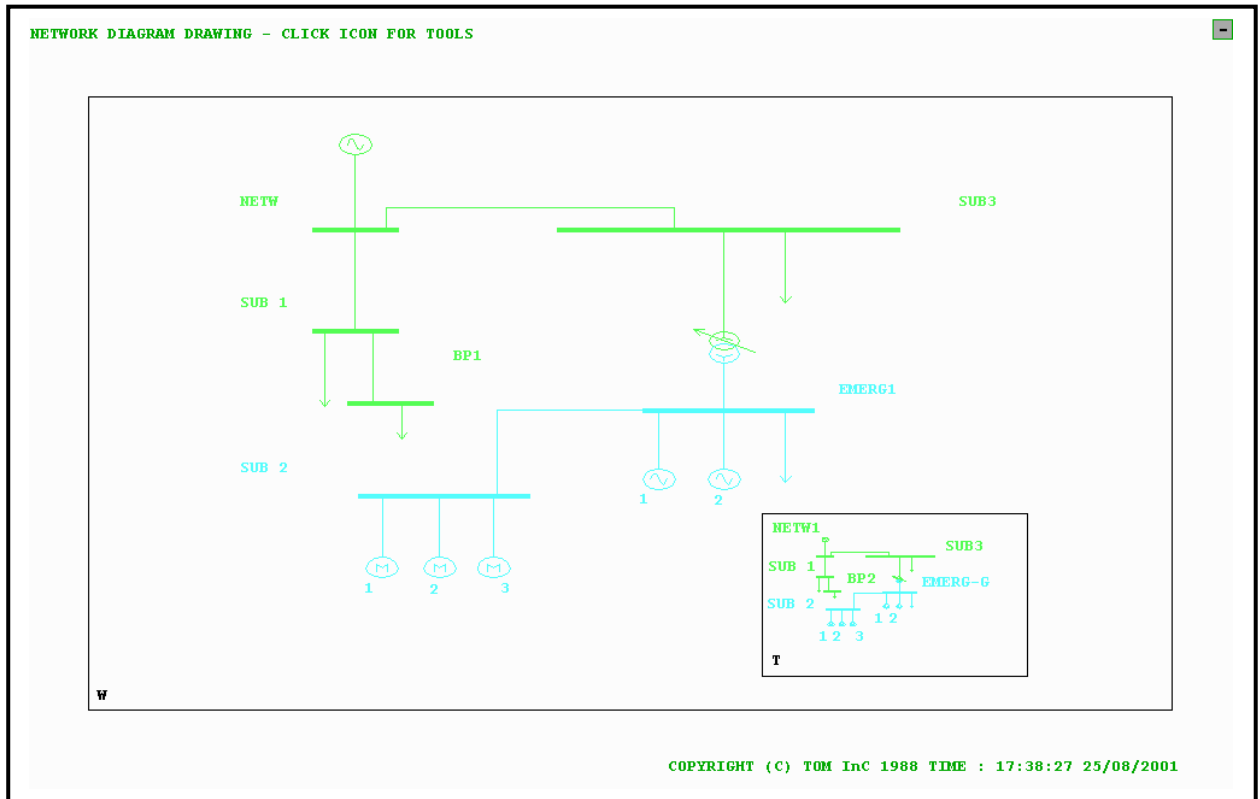 NETWORK DIAGRAM DRAWING - CLICK ICON FOR TOOLS
-
NETW
SUB3
SUB 1
BP1
EMERG1
SUB 2
1
2
M
M
M
1
2
3
NETW1
SUB3
SUB 1
BP2
EMERG-G
SUB 2
1 2
1 2 3
T
W
COPYRIGHT (C) TOM InC 1988 TIME : 17:38:27 25/08/2001